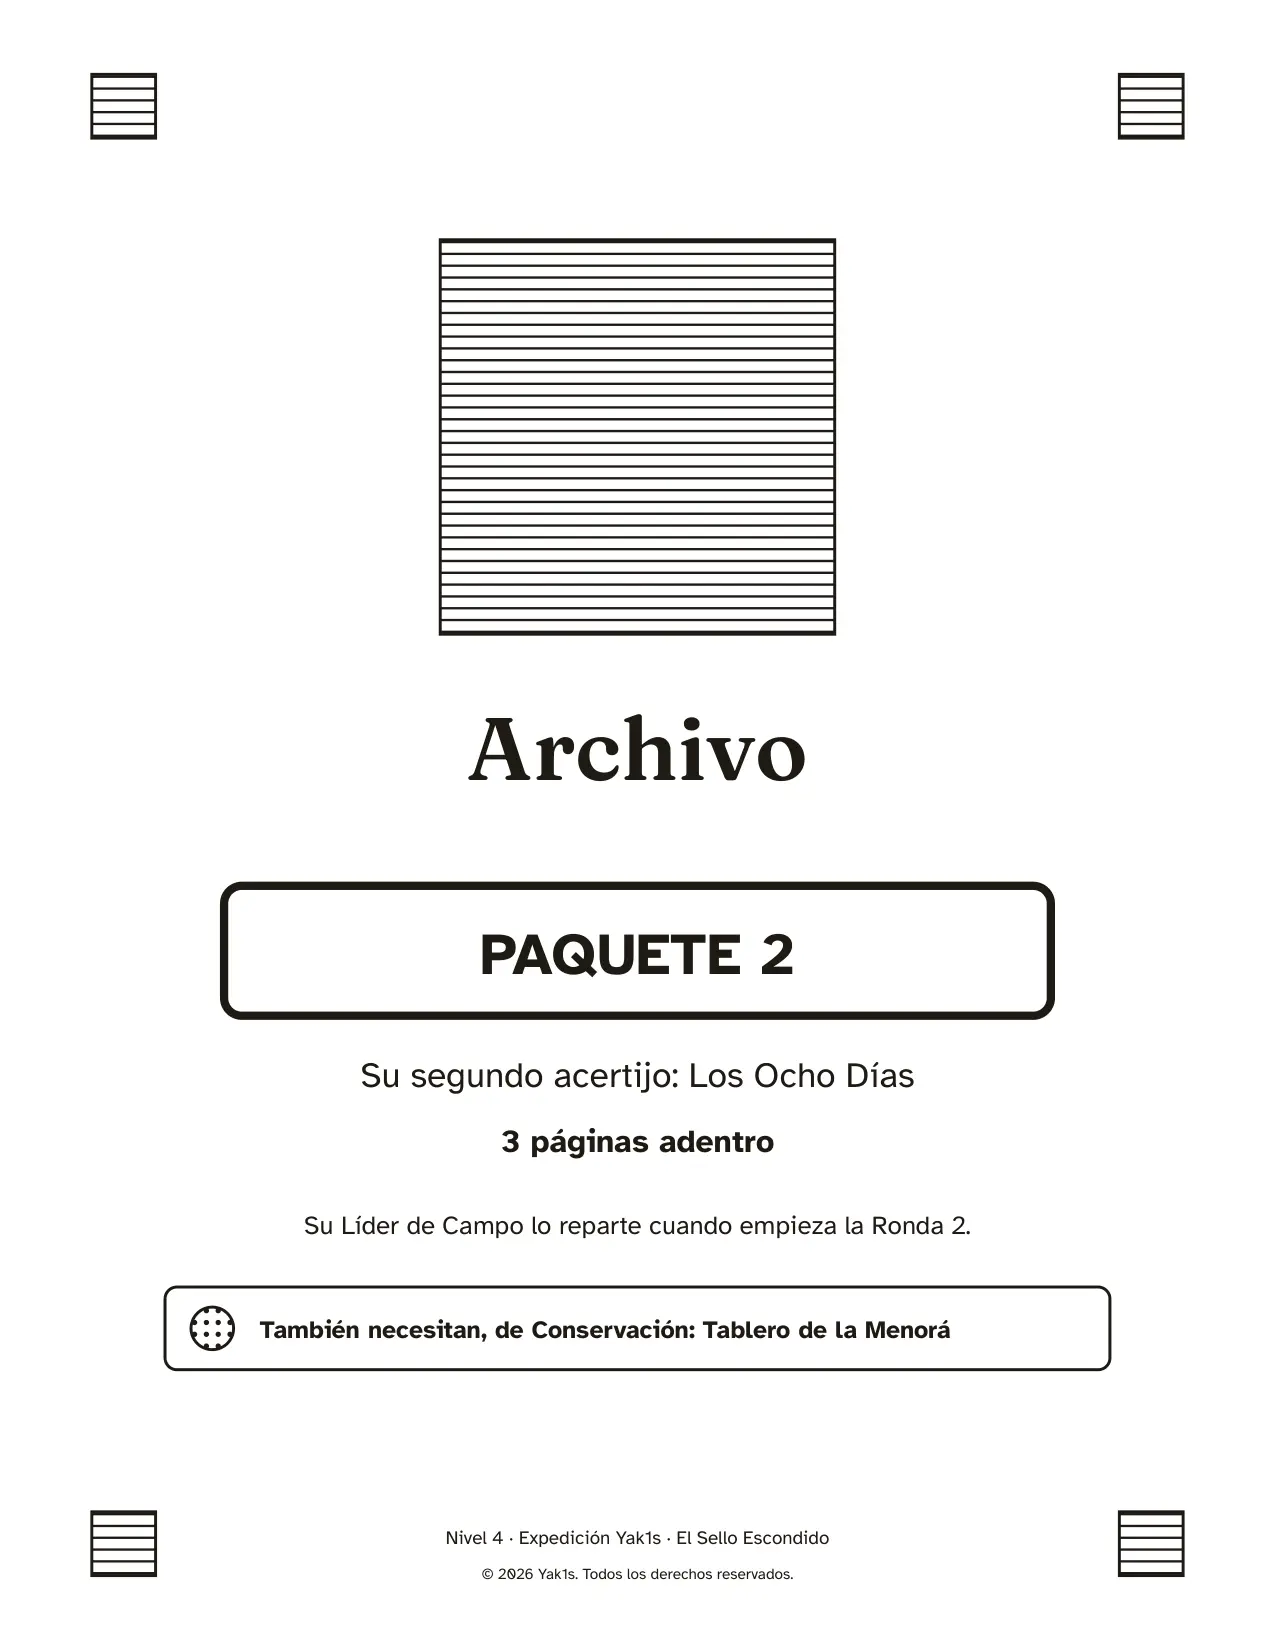 Archivo
PAQUETE 2
Su segundo acertijo: Los Ocho Días
3 páginas adentro
Su Líder de Campo lo reparte cuando empieza la Ronda 2.
También necesitan, de Conservación: Tablero de la Menorá
Nivel 4 · Expedición Yak1s · El Sello Escondido
© 2026 Yak1s. Todos los derechos reservados.